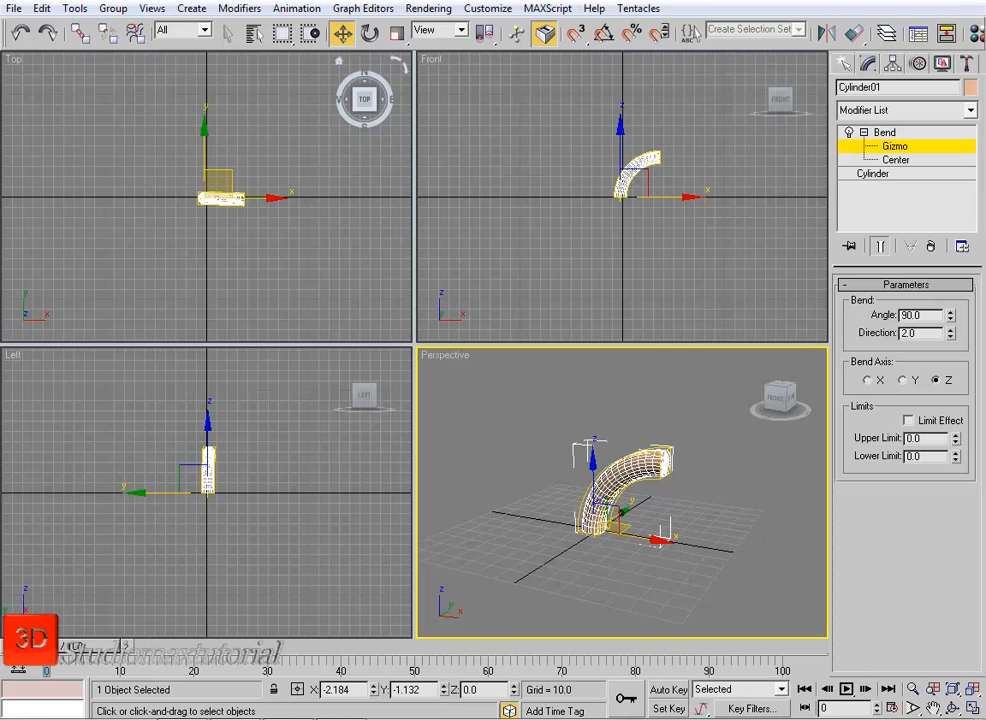 File Edit Tools Group Views Create Modifiers Animation Graph Editors Rendering Customize MAXScript Help Tentacles
All View Create Selection Set
Top
TOP
y
x
z
x
Front
FRONT
z
x
z
x
Left
LEFT
z
y
z
Perspective
FRONT
z
x
z
y
x
Cylinder01
Modifier List
Bend
Gizmo
Center
Cylinder
- Parameters
Bend:
Angle: 90.0
Direction: 2.0
Bend Axis:
X Y Z
Limits
Limit Effect
Upper Limit: 0.0
Lower Limit: 0.0
3D Studiomaxtutorial
0 10 20 30 40 50 60 70 80 90 100
1 Object Selected X: -2.184 Y: -1.132 Z: 0.0 Grid = 10.0 Auto Key Selected
Click or click-and-drag to select objects Add Time Tag Set Key Key Filters... 0